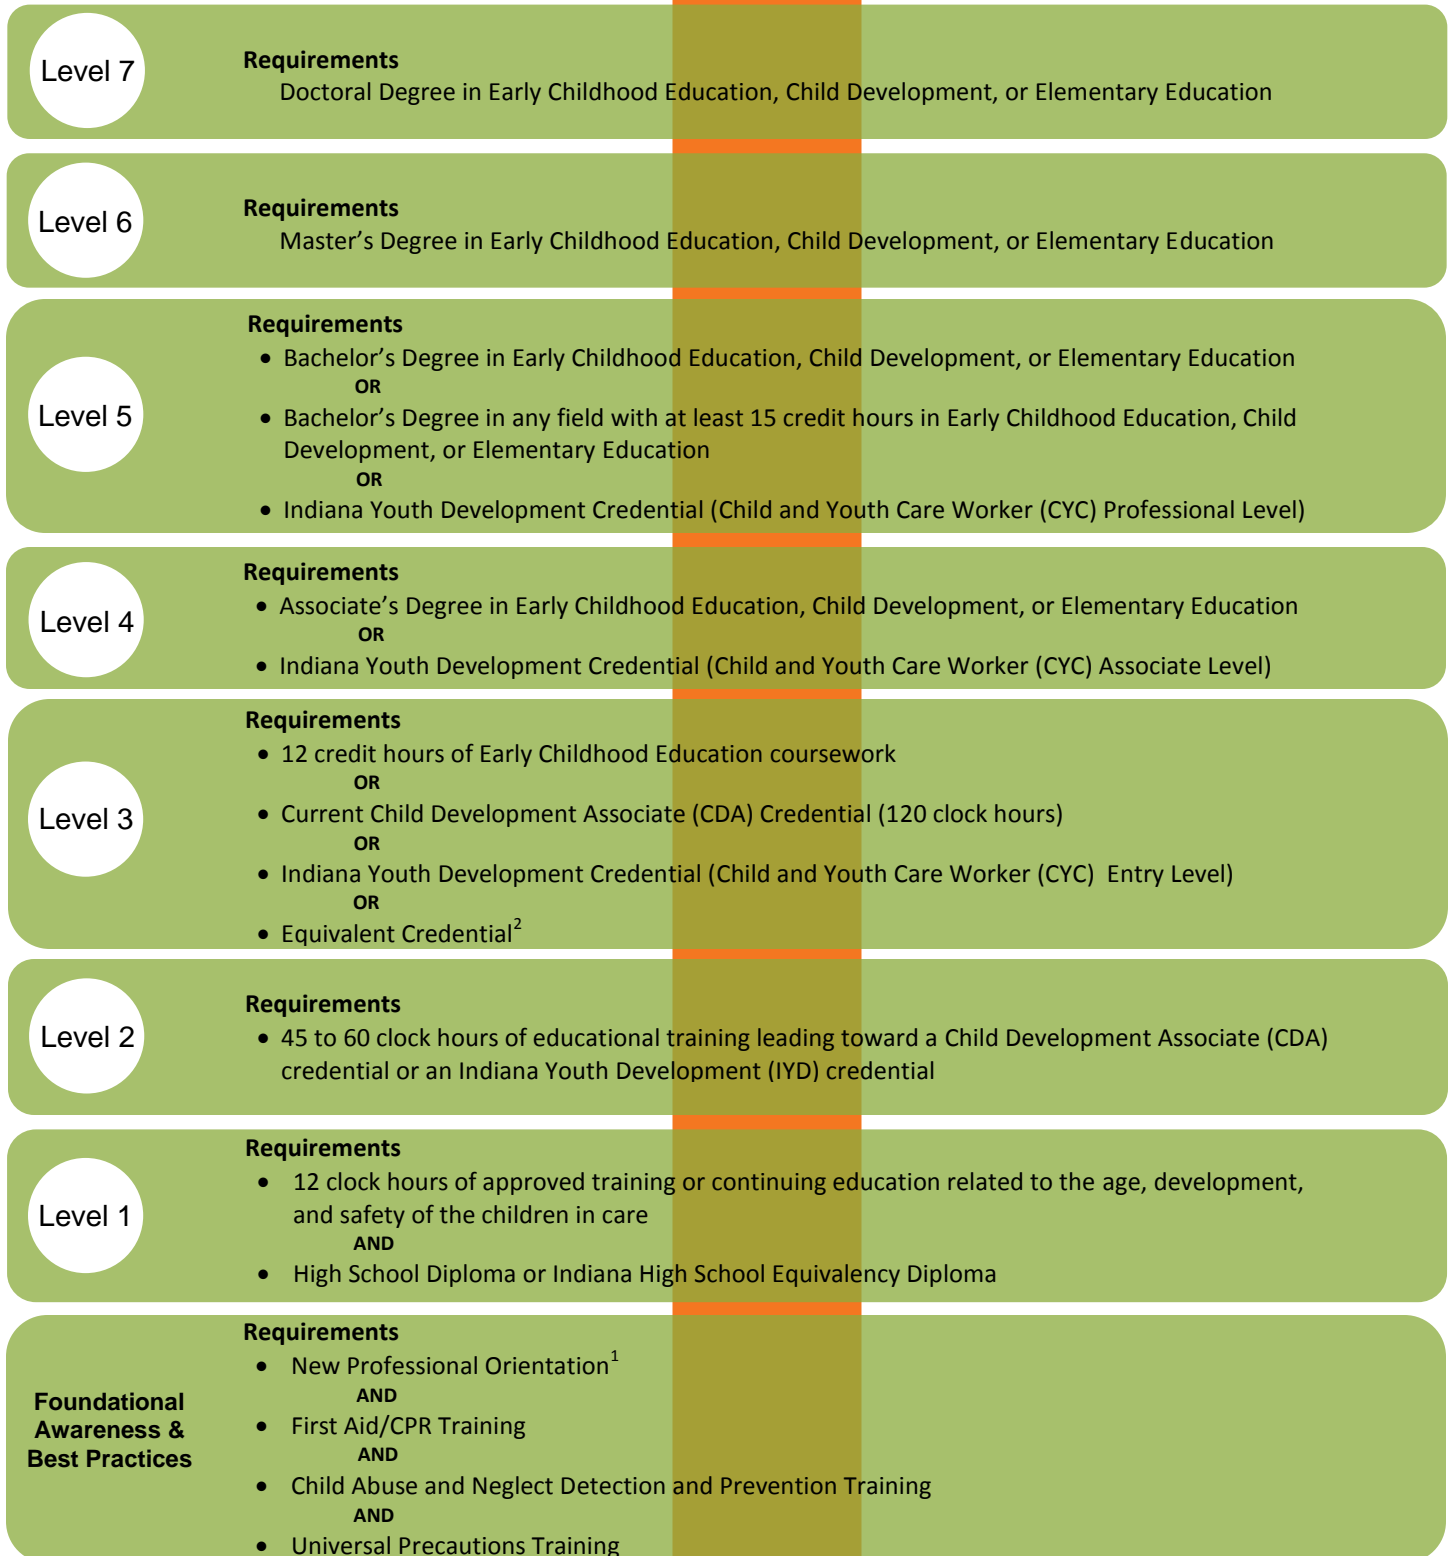 Level 7
Requirements
Doctoral Degree in Early Childhood Education, Child Development, or Elementary Education
Level 6
Requirements
Master’s Degree in Early Childhood Education, Child Development, or Elementary Education
Level 5
Requirements
• Bachelor’s Degree in Early Childhood Education, Child Development, or Elementary Education
OR
• Bachelor’s Degree in any field with at least 15 credit hours in Early Childhood Education, Child
Development, or Elementary Education
OR
• Indiana Youth Development Credential (Child and Youth Care Worker (CYC) Professional Level)
Level 4
Requirements
• Associate’s Degree in Early Childhood Education, Child Development, or Elementary Education
OR
• Indiana Youth Development Credential (Child and Youth Care Worker (CYC) Associate Level)
Level 3
Requirements
• 12 credit hours of Early Childhood Education coursework
OR
• Current Child Development Associate (CDA) Credential (120 clock hours)
OR
• Indiana Youth Development Credential (Child and Youth Care Worker (CYC) Entry Level)
OR
• Equivalent Credential²
Level 2
Requirements
• 45 to 60 clock hours of educational training leading toward a Child Development Associate (CDA)
credential or an Indiana Youth Development (IYD) credential
Level 1
Requirements
• 12 clock hours of approved training or continuing education related to the age, development,
and safety of the children in care
AND
• High School Diploma or Indiana High School Equivalency Diploma
Foundational
Awareness &
Best Practices
Requirements
• New Professional Orientation¹
AND
• First Aid/CPR Training
AND
• Child Abuse and Neglect Detection and Prevention Training
AND
• Universal Precautions Training